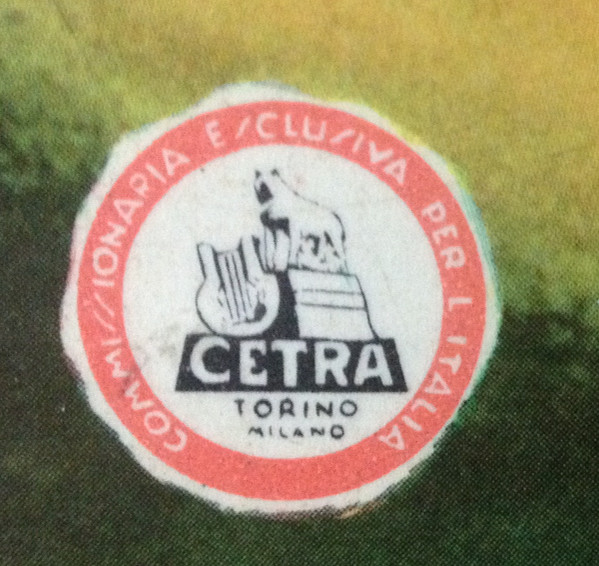 COMMISSIONARIA ESCLUSIVA PER L'ITALIA
CETRA
TORINO
MILANO